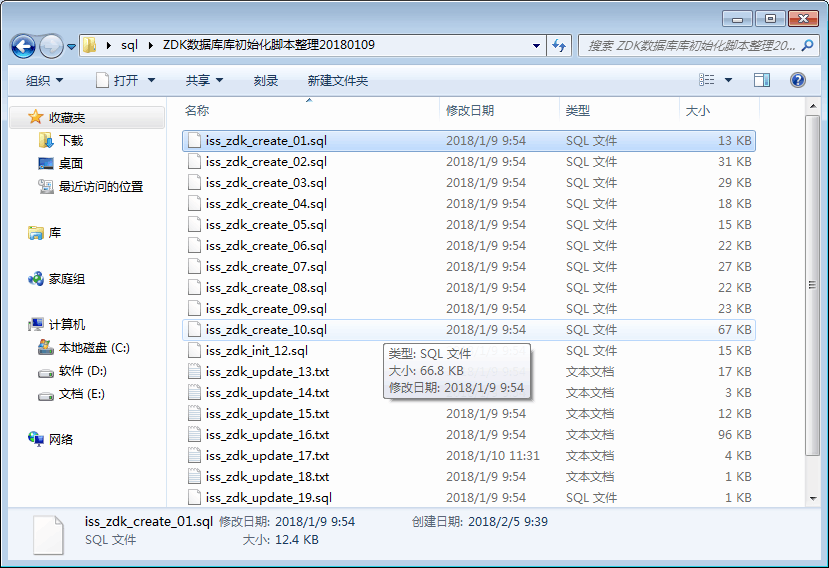 sql ZDK数据库库初始化脚本整理20180109 搜索 ZDK数据库库初始化脚本整理20...
组织 打开 共享 刻录 新建文件夹
名称 修改日期 类型 大小
收藏夹
下载
桌面
最近访问的位置
库
家庭组
计算机
本地磁盘 (C:)
软件 (D:)
文档 (E:)
网络
iss_zdk_create_01.sql 2018/1/9 9:54 SQL 文件 13 KB
iss_zdk_create_02.sql 2018/1/9 9:54 SQL 文件 31 KB
iss_zdk_create_03.sql 2018/1/9 9:54 SQL 文件 29 KB
iss_zdk_create_04.sql 2018/1/9 9:54 SQL 文件 18 KB
iss_zdk_create_05.sql 2018/1/9 9:54 SQL 文件 15 KB
iss_zdk_create_06.sql 2018/1/9 9:54 SQL 文件 22 KB
iss_zdk_create_07.sql 2018/1/9 9:54 SQL 文件 27 KB
iss_zdk_create_08.sql 2018/1/9 9:54 SQL 文件 22 KB
iss_zdk_create_09.sql 2018/1/9 9:54 SQL 文件 23 KB
iss_zdk_create_10.sql 2018/1/9 9:54 SQL 文件 67 KB
iss_zdk_init_12.sql SQL 文件 15 KB
iss_zdk_update_13.txt 文本文档 17 KB
iss_zdk_update_14.txt 文本文档 3 KB
iss_zdk_update_15.txt 2018/1/9 9:54 文本文档 12 KB
iss_zdk_update_16.txt 2018/1/9 9:54 文本文档 96 KB
iss_zdk_update_17.txt 2018/1/10 11:31 文本文档 4 KB
iss_zdk_update_18.txt 2018/1/9 9:54 文本文档 1 KB
iss_zdk_update_19.sql 2018/1/9 9:54 SQL 文件 1 KB
类型: SQL 文件
大小: 66.8 KB
修改日期: 2018/1/9 9:54
iss_zdk_create_01.sql 修改日期: 2018/1/9 9:54 创建日期: 2018/2/5 9:39
SQL 文件 大小: 12.4 KB